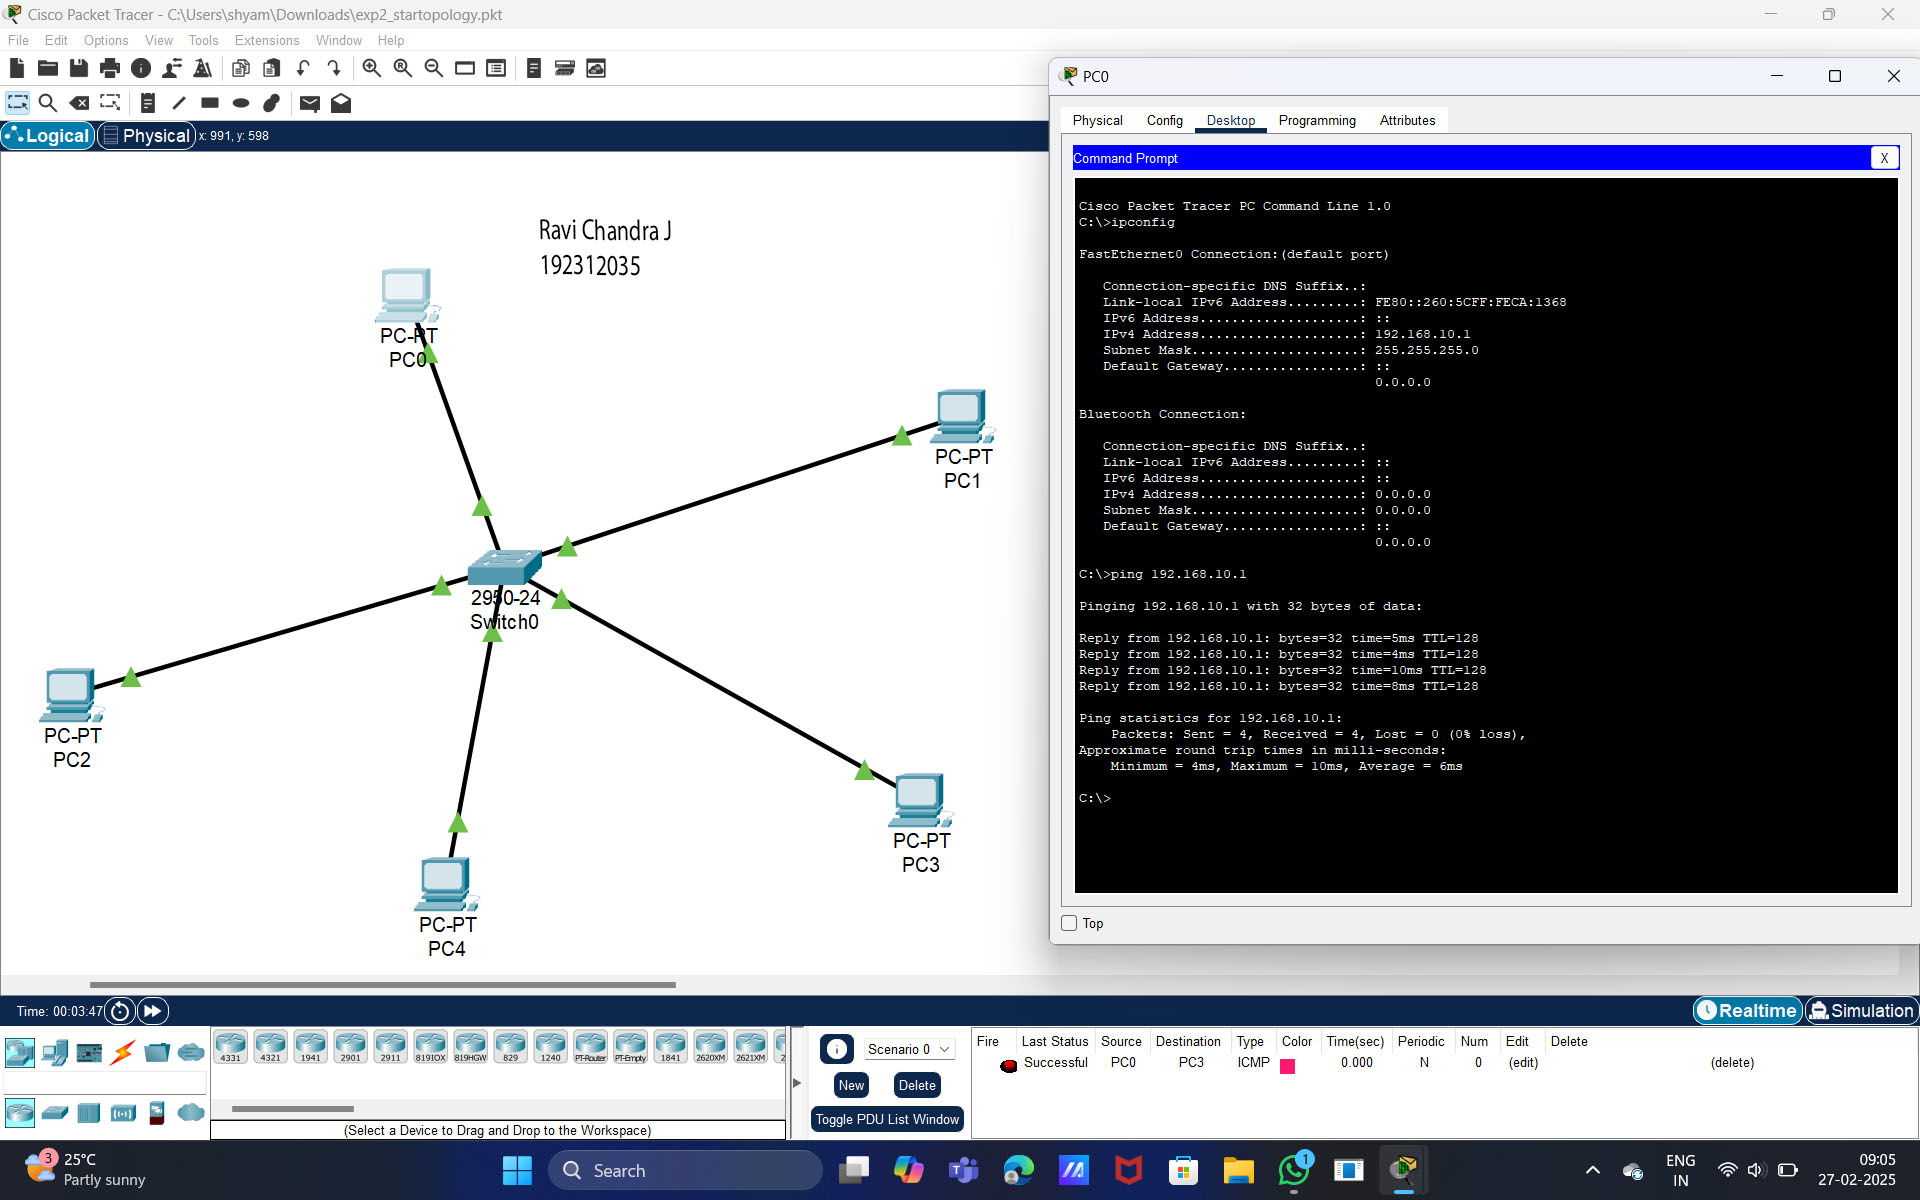 Cisco Packet Tracer - C:\Users\shyam\Downloads\exp2_startopology.pkt
File Edit Options View Tools Extensions Window Help
Logical Physical x: 991, y: 598
Ravi Chandra J
192312035
PC-PT
PC0
PC-PT
PC1
2950-24
Switch0
PC-PT
PC2
PC-PT
PC3
PC-PT
PC4
PC0
Physical Config Desktop Programming Attributes
Command Prompt
X
Cisco Packet Tracer PC Command Line 1.0
C:\>ipconfig
FastEthernet0 Connection:(default port)
Connection-specific DNS Suffix..:
Link-local IPv6 Address.........: FE80::260:5CFF:FECA:1368
IPv6 Address....................: ::
IPv4 Address....................: 192.168.10.1
Subnet Mask.....................: 255.255.255.0
Default Gateway.................: ::
0.0.0.0
Bluetooth Connection:
Connection-specific DNS Suffix..:
Link-local IPv6 Address.........: ::
IPv6 Address....................: ::
IPv4 Address....................: 0.0.0.0
Subnet Mask.....................: 0.0.0.0
Default Gateway.................: ::
0.0.0.0
C:\>ping 192.168.10.1
Pinging 192.168.10.1 with 32 bytes of data:
Reply from 192.168.10.1: bytes=32 time=5ms TTL=128
Reply from 192.168.10.1: bytes=32 time=4ms TTL=128
Reply from 192.168.10.1: bytes=32 time=10ms TTL=128
Reply from 192.168.10.1: bytes=32 time=8ms TTL=128
Ping statistics for 192.168.10.1:
Packets: Sent = 4, Received = 4, Lost = 0 (0% loss),
Approximate round trip times in milli-seconds:
Minimum = 4ms, Maximum = 10ms, Average = 6ms
C:\>
Top
Time: 00:03:47
Realtime Simulation
4331 4321 1941 2901 2911 819IOX 819HGW 829 1240 PT-Router PT-Empty 1841 2620XM 2621XM 2
(Select a Device to Drag and Drop to the Workspace)
Scenario 0
New Delete
Toggle PDU List Window
Fire Last Status Source Destination Type Color Time(sec) Periodic Num Edit Delete
Successful PC0 PC3 ICMP 0.000 N 0 (edit) (delete)
3
25°C
Partly sunny
Search
1
ENG
IN
09:05
27-02-2025